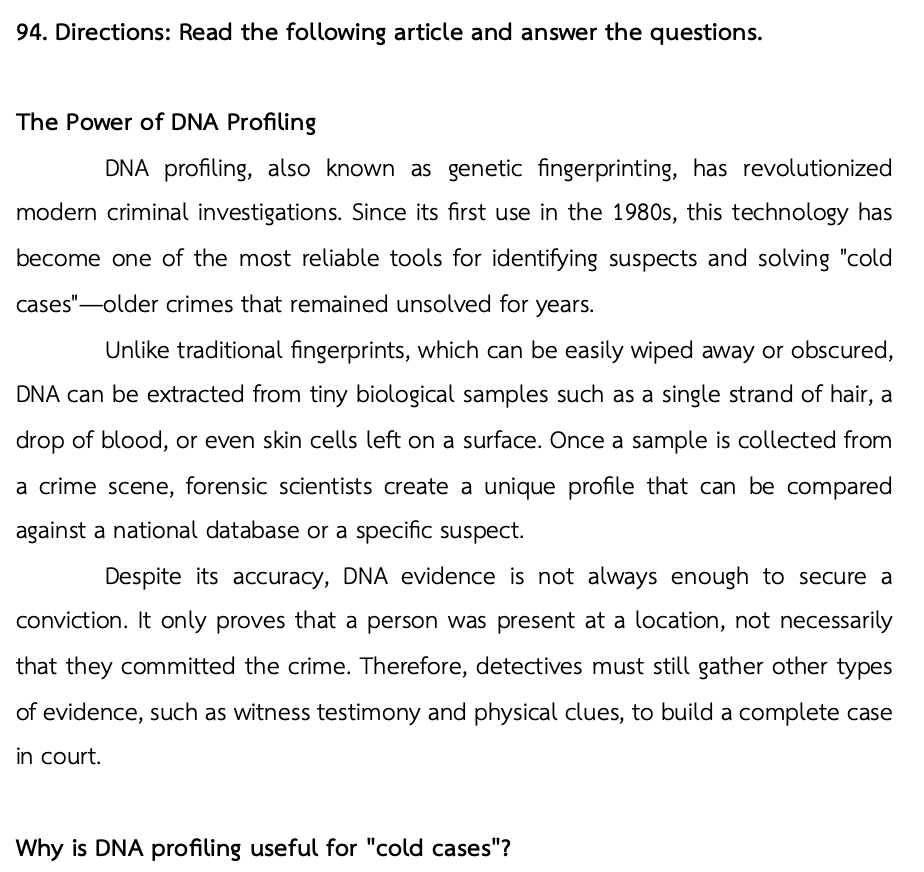 94. Directions: Read the following article and answer the questions.
The Power of DNA Profiling
DNA profiling, also known as genetic fingerprinting, has revolutionized
modern criminal investigations. Since its first use in the 1980s, this technology has
become one of the most reliable tools for identifying suspects and solving "cold
cases"—older crimes that remained unsolved for years.
Unlike traditional fingerprints, which can be easily wiped away or obscured,
DNA can be extracted from tiny biological samples such as a single strand of hair, a
drop of blood, or even skin cells left on a surface. Once a sample is collected from
a crime scene, forensic scientists create a unique profile that can be compared
against a national database or a specific suspect.
Despite its accuracy, DNA evidence is not always enough to secure a
conviction. It only proves that a person was present at a location, not necessarily
that they committed the crime. Therefore, detectives must still gather other types
of evidence, such as witness testimony and physical clues, to build a complete case
in court.
Why is DNA profiling useful for "cold cases"?